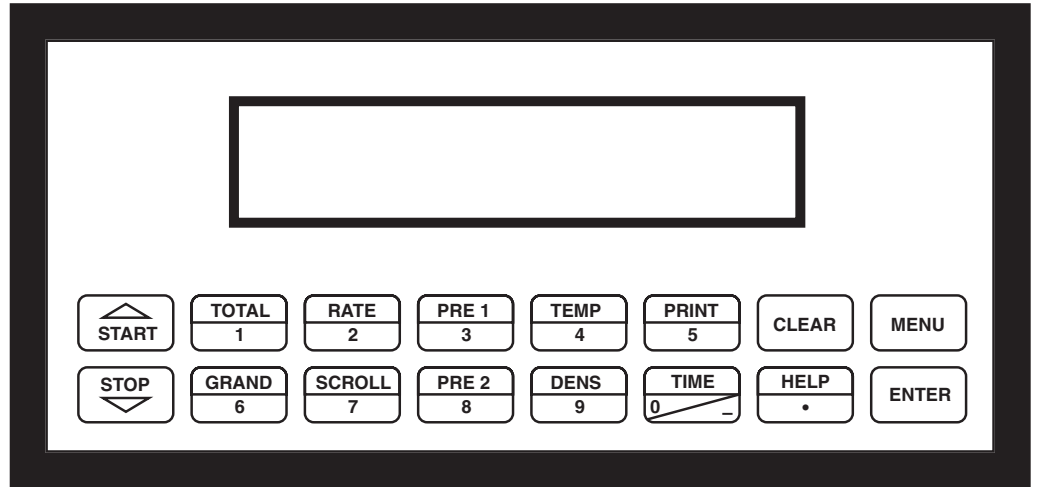 START
TOTAL 1
RATE 2
PRE 1 3
TEMP 4
PRINT 5
CLEAR
MENU
STOP
GRAND 6
SCROLL 7
PRE 2 8
DENS 9
TIME 0 –
HELP •
ENTER